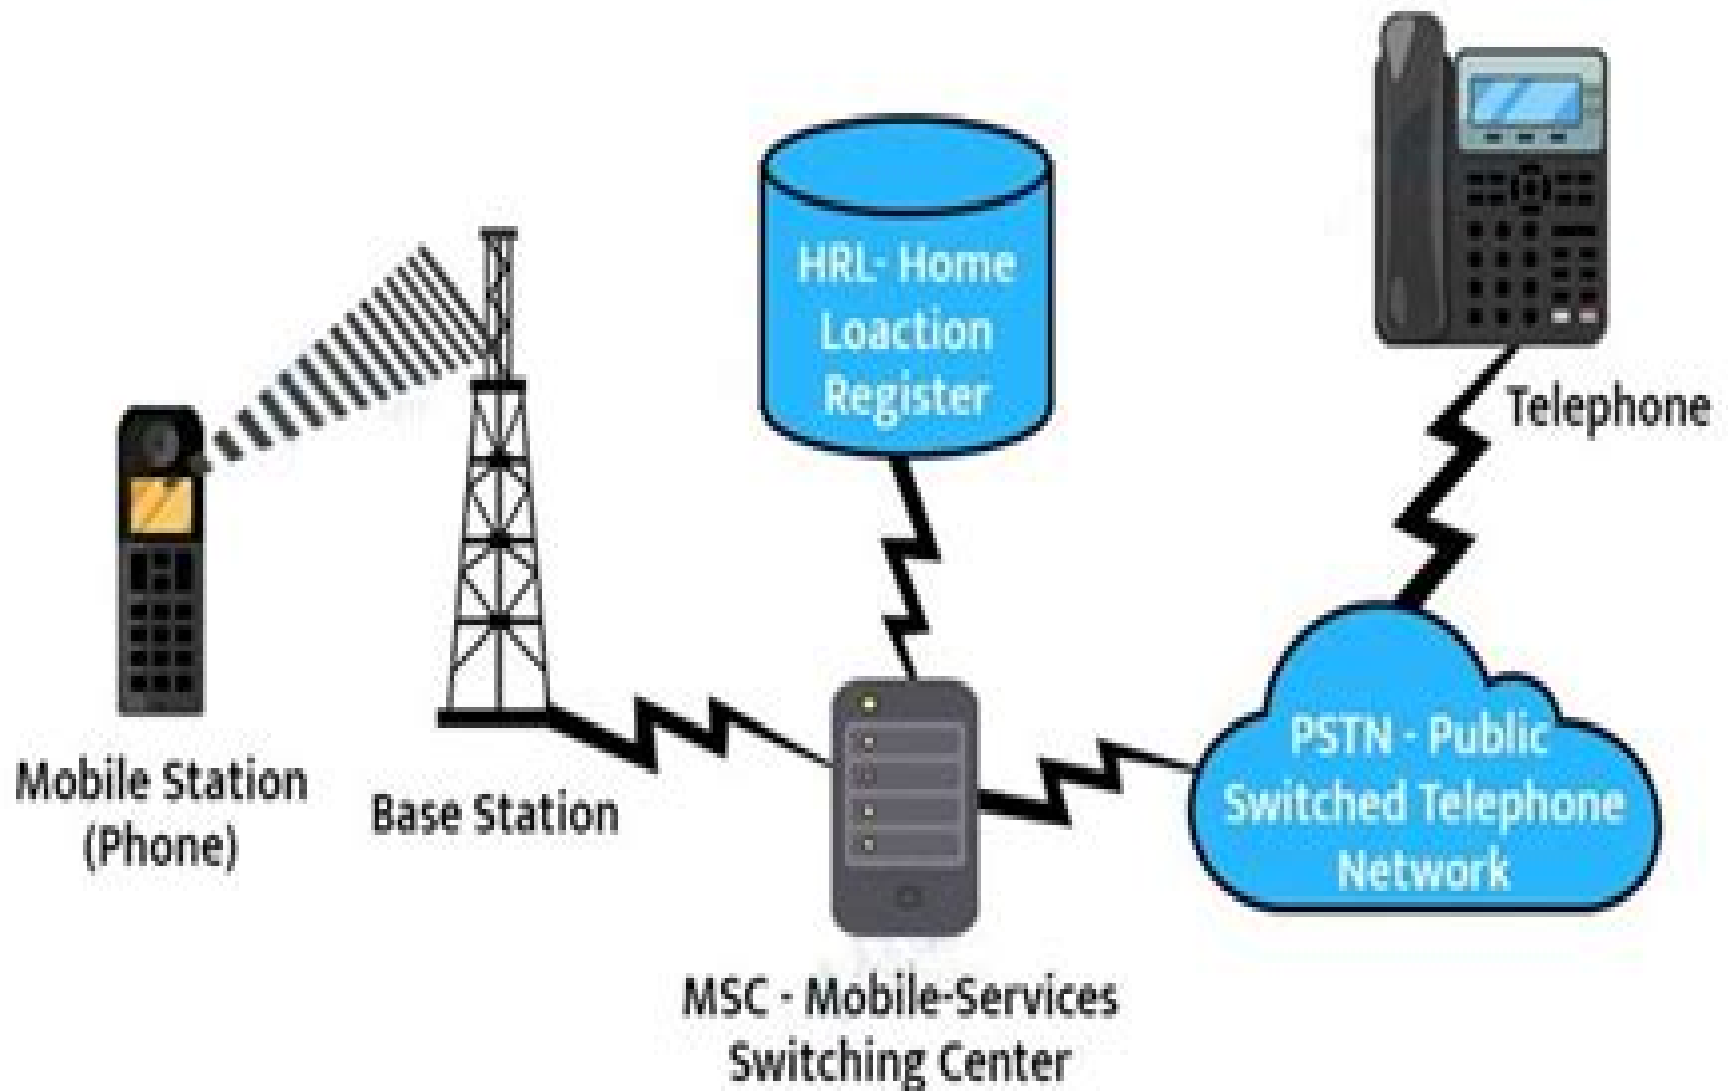 HRL- Home
Loaction
Register
Telephone
Mobile Station
(Phone)
Base Station
PSTN - Public
Switched Telephone
Network
MSC - Mobile-Services
Switching Center